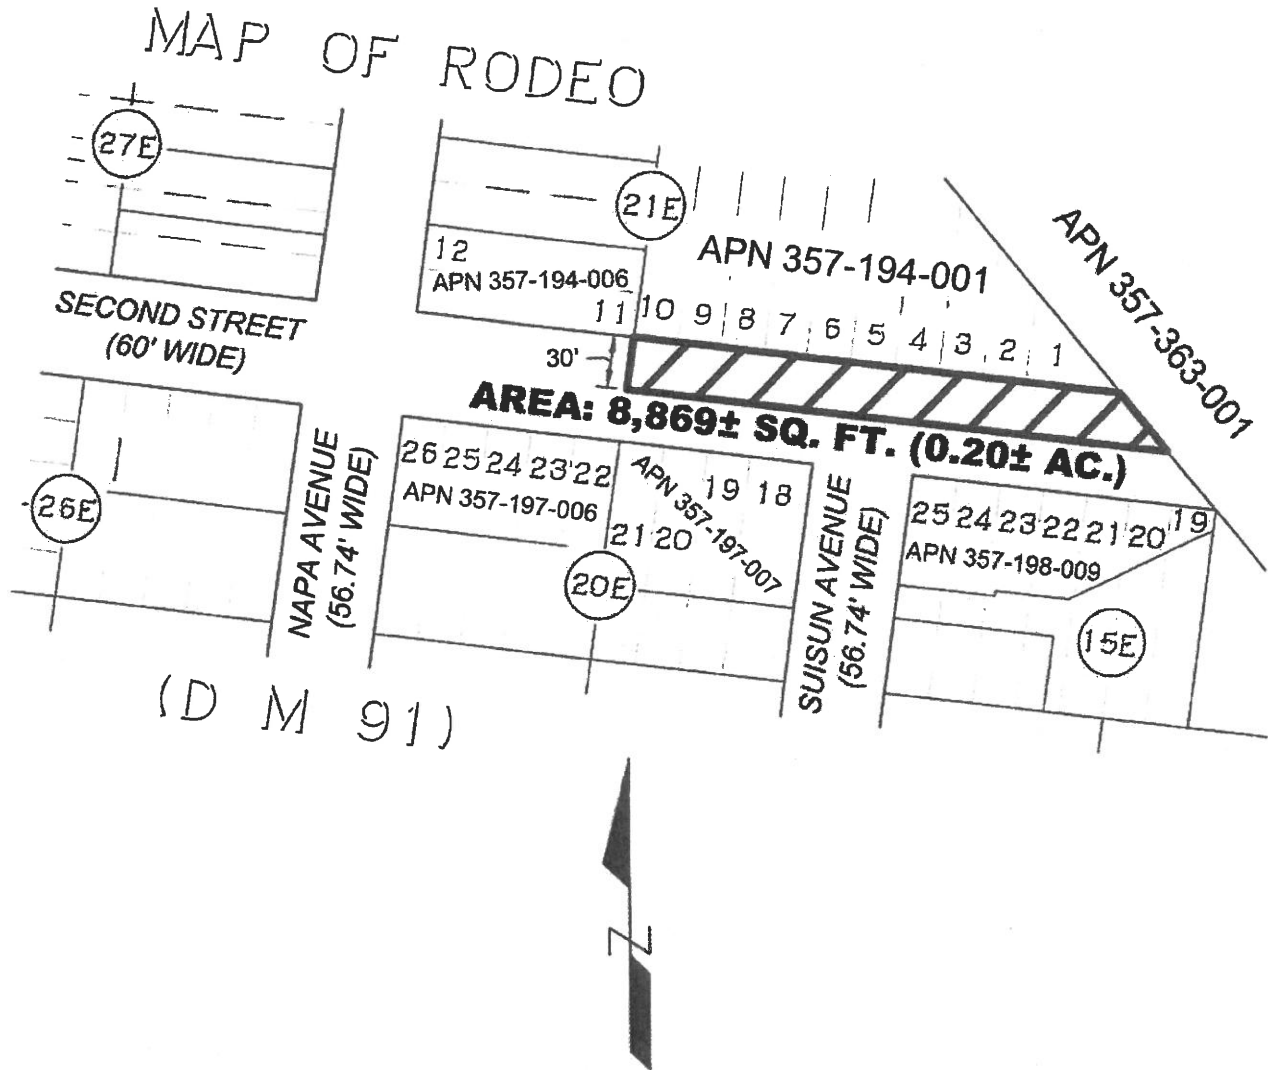 MAP OF RODEO
27E
21E
12
APN 357-194-006
11
APN 357-194-001
10 9 8 7 6 5 4 3 2 1
APN 357-363-001
SECOND STREET
(60' WIDE)
30'
AREA: 8,869± SQ. FT. (0.20± AC.)
26 25 24 23 22
APN 357-197-006
19 18
21 20
APN 357-197-007
25 24 23 22 21 20 19
APN 357-198-009
26E
NAPA AVENUE
(56.74' WIDE)
20E
SUISUN AVENUE
(56.74' WIDE)
15E
(D M 91)
N